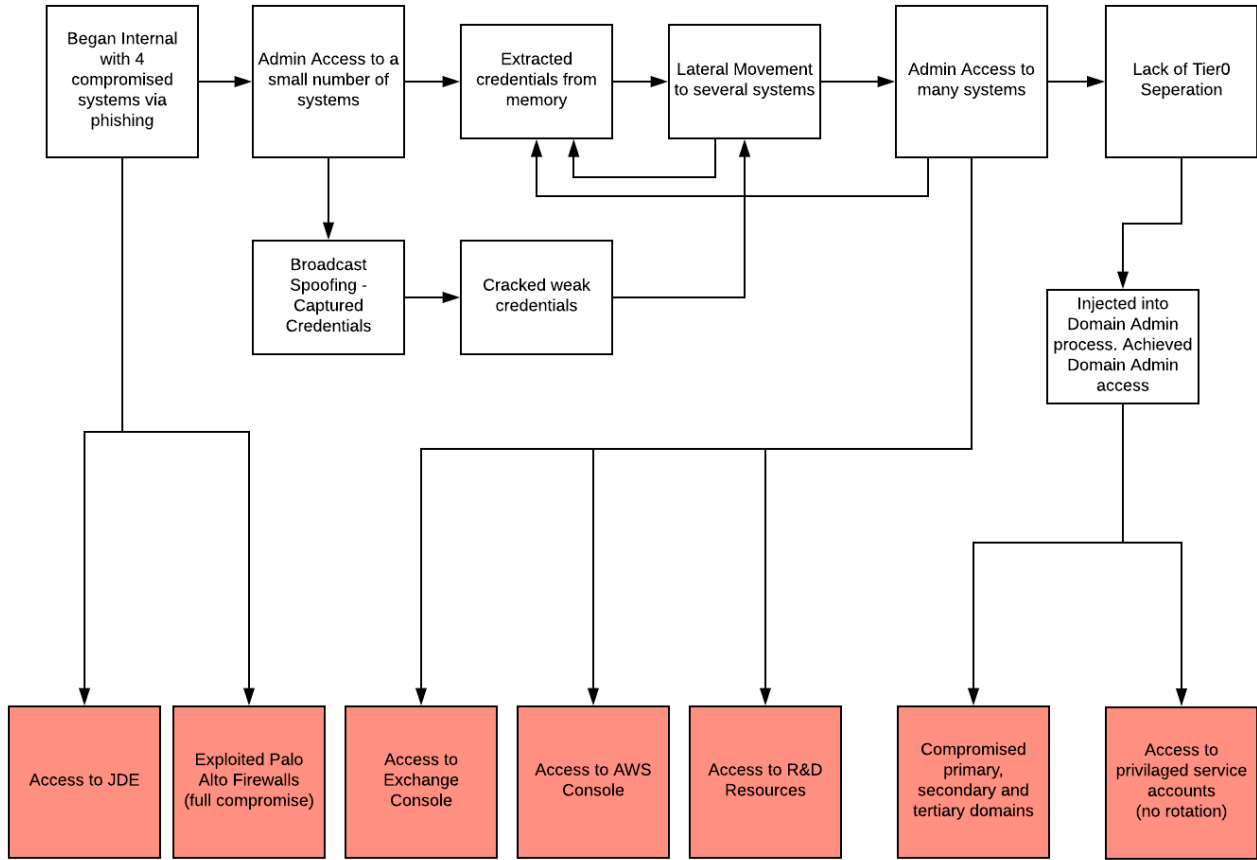 Began Internal
with 4
compromised
systems via
phishing
Admin Access to a
small number of
systems
Extracted
credentials from
memory
Lateral Movement
to several systems
Admin Access to
many systems
Lack of Tier0
Seperation
Broadcast
Spoofing -
Captured
Credentials
Cracked weak
credentials
Injected into
Domain Admin
process. Achieved
Domain Admin
access
Access to JDE
Exploited Palo
Alto Firewalls
(full compromise)
Access to
Exchange
Console
Access to AWS
Console
Access to R&D
Resources
Compromised
primary,
secondary and
tertiary domains
Access to
privilaged service
accounts
(no rotation)